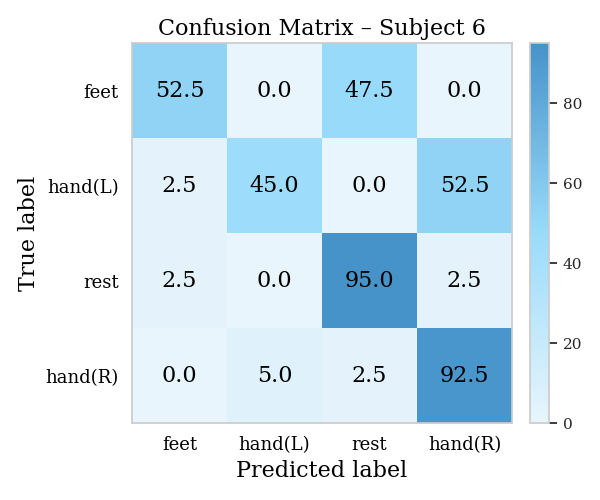 Confusion Matrix – Subject 6
True label
feet 52.5 0.0 47.5 0.0
hand(L) 2.5 45.0 0.0 52.5
rest 2.5 0.0 95.0 2.5
hand(R) 0.0 5.0 2.5 92.5
feet hand(L) rest hand(R)
Predicted label
80
60
40
20
0